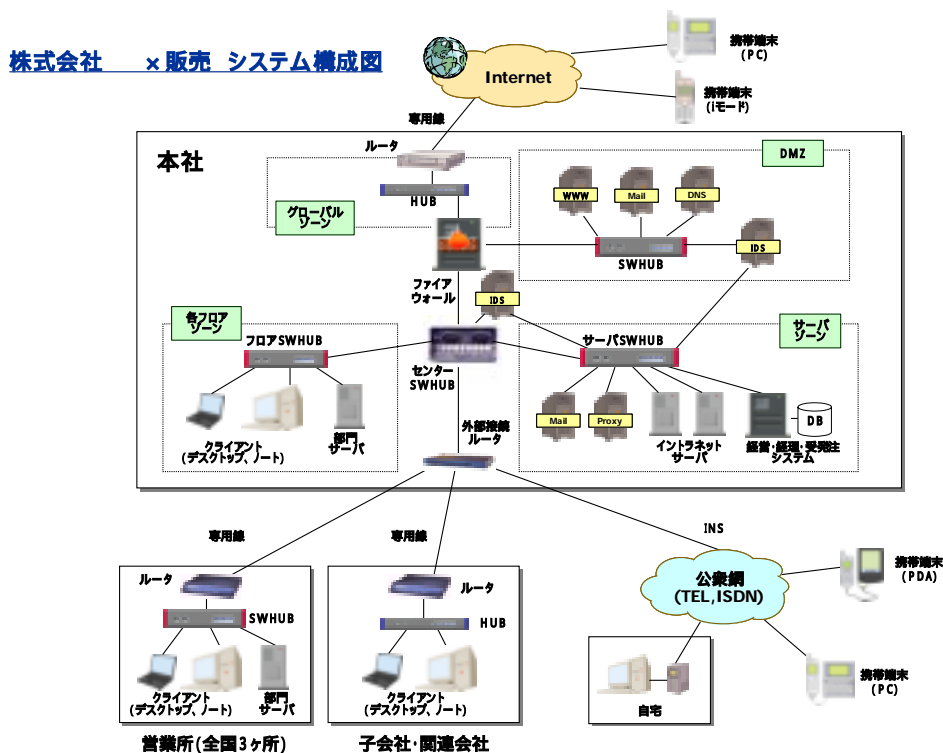 株式会社　　×販売 システム構成図
Internet
携帯端末
(PC)
携帯端末
(iモード)
専用線
本社
ルータ
HUB
グローバル
ゾーン
DMZ
WWW
Mail
DNS
SWHUB
IDS
ファイア
ウォール
IDS
各フロア
ゾーン
フロアSWHUB
センター
SWHUB
サーバSWHUB
サーバ
ゾーン
クライアント
(デスクトップ、ノート)
部門
サーバ
外部接続
ルータ
Mail
Proxy
イントラネット
サーバ
経営・経理・受発注
システム
DB
専用線
専用線
INS
ルータ
SWHUB
クライアント
(デスクトップ、ノート)
部門
サーバ
営業所(全国3ヶ所)
ルータ
HUB
クライアント
(デスクトップ、ノート)
子会社・関連会社
公衆網
(TEL,ISDN)
自宅
携帯端末
(PDA)
携帯端末
(PC)